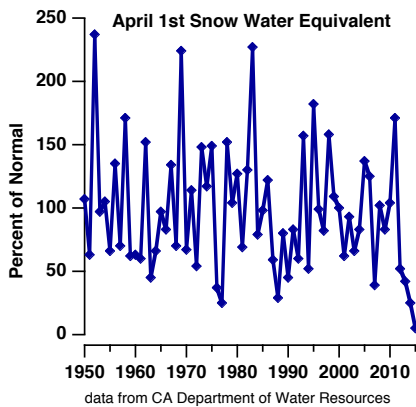 April 1st Snow Water Equivalent
250
200
150
100
50
0
Percent of Normal
1950 1960 1970 1980 1990 2000 2010
data from CA Department of Water Resources